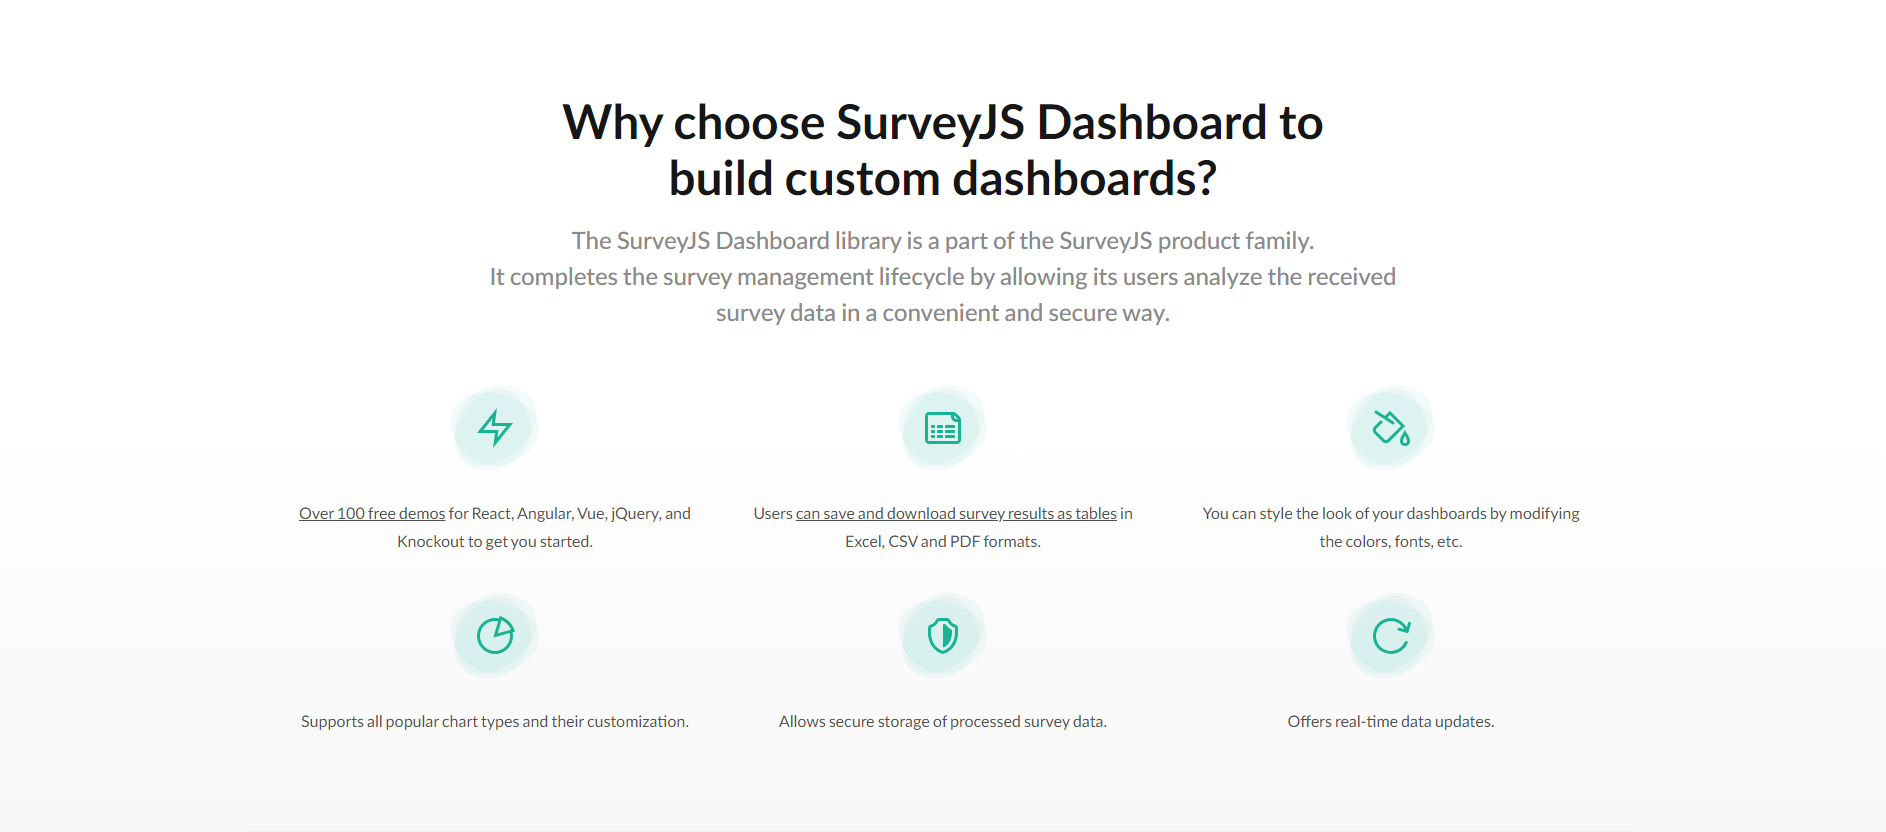 Why choose SurveyJS Dashboard to
build custom dashboards?
The SurveyJS Dashboard library is a part of the SurveyJS product family.
It completes the survey management lifecycle by allowing its users analyze the received
survey data in a convenient and secure way.
Over 100 free demos for React, Angular, Vue, jQuery, and
Knockout to get you started.
Users can save and download survey results as tables in
Excel, CSV and PDF formats.
You can style the look of your dashboards by modifying
the colors, fonts, etc.
Supports all popular chart types and their customization.
Allows secure storage of processed survey data.
Offers real-time data updates.